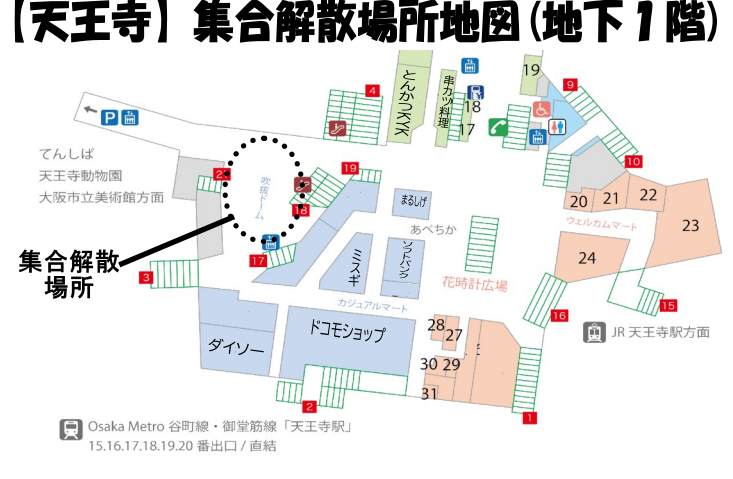 【天王寺】集合解散場所地図(地下1階)
4
とんかつKYK
串カツ料理
18
17
19
9
P
てんしば
天王寺動物園
大阪市立美術館方面
吹抜ドーム
19
18
17
まるしげ
あべちか
10
20
21
22
23
ウェルカムマート
24
集合解散
場所
3
ミスギ
ソフトバンク
花時計広場
カジュアルマート
16
15
JR 天王寺駅方面
ダイソー
ドコモショップ
28
27
30
29
31
2
1
Osaka Metro 谷町線・御堂筋線「天王寺駅」
15.16.17.18.19.20 番出口 / 直結